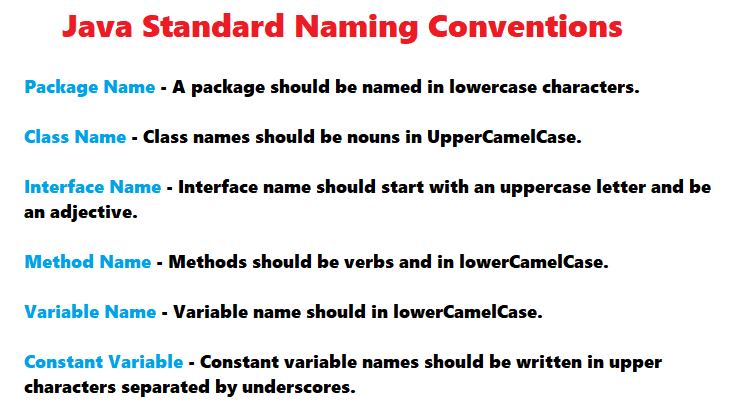 Java Standard Naming Conventions
Package Name - A package should be named in lowercase characters.
Class Name - Class names should be nouns in UpperCamelCase.
Interface Name - Interface name should start with an uppercase letter and be
an adjective.
Method Name - Methods should be verbs and in lowerCamelCase.
Variable Name - Variable name should in lowerCamelCase.
Constant Variable - Constant variable names should be written in upper
characters separated by underscores.